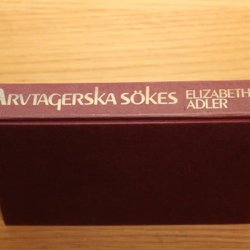 ARVTAGERSKA SÖKES ELIZABETH
ADLER